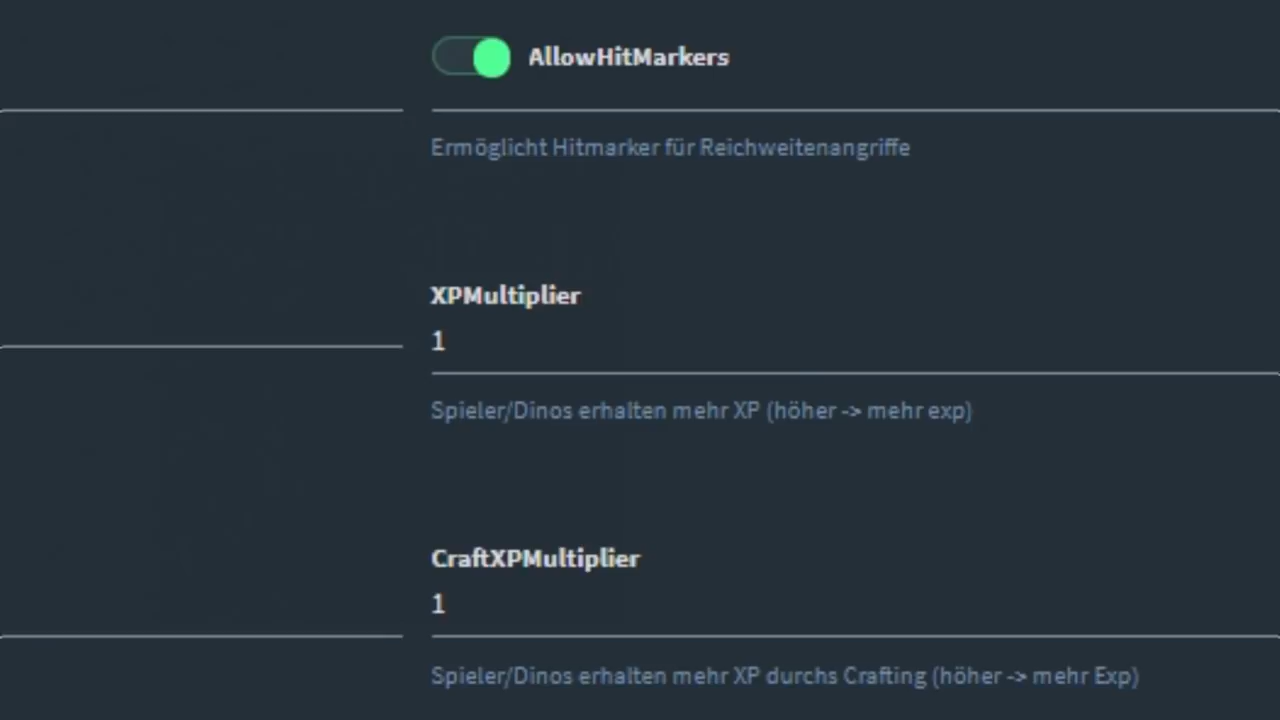 AllowHitMarkers
Ermöglicht Hitmarker für Reichweitenangriffe
XPMultiplier
1
Spieler/Dinos erhalten mehr XP (höher -> mehr exp)
CraftXPMultiplier
1
Spieler/Dinos erhalten mehr XP durchs Crafting (höher -> mehr Exp)